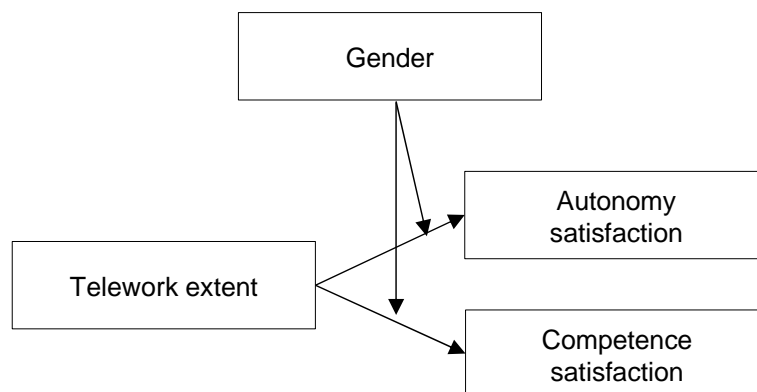 Gender
Autonomy
satisfaction
Telework extent
Competence
satisfaction